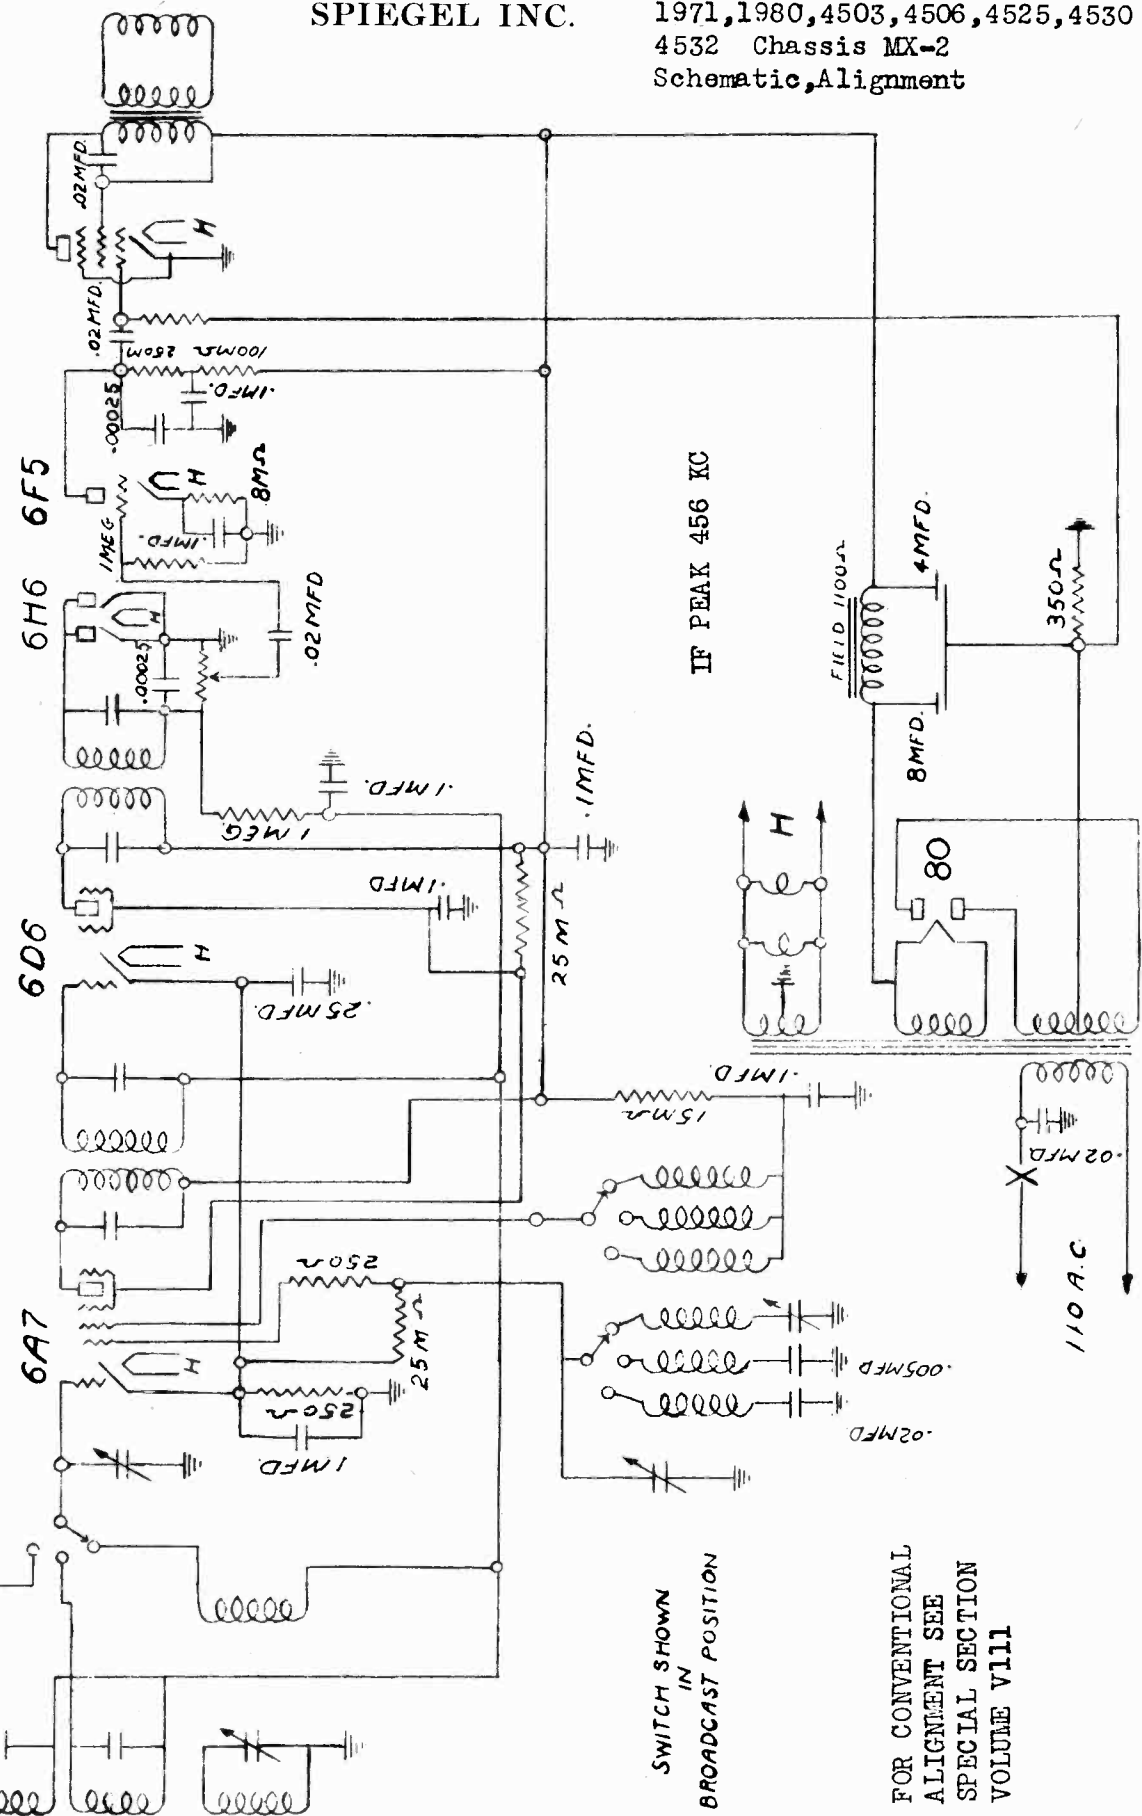 SPIEGEL INC.
1971,1980,4503,4506,4525,4530
4532 Chassis MX-2
Schematic,Alignment
.02MFD.
H
.02MFD.
250M
100MΩ
.1MFD.
.00025
6F5
H
8MΩ
1MEG
.1MFD.
6H6
H
.00025
.02MFD
IF PEAK 456 KC
FIELD 1100Ω
4MFD.
8MFD.
350Ω
.1MFD.
1MEG
.1MFD.
.1MFD
25MΩ
6D6
H
.25MFD.
H
80
.1MFD
15MΩ
.02MFD
110 A.C.
6A7
H
250Ω
25MΩ
250Ω
.1MFD
.005MFD
.02MFD
SWITCH SHOWN
IN
BROADCAST POSITION
FOR CONVENTIONAL
ALIGNMENT SEE
SPECIAL SECTION
VOLUME V111